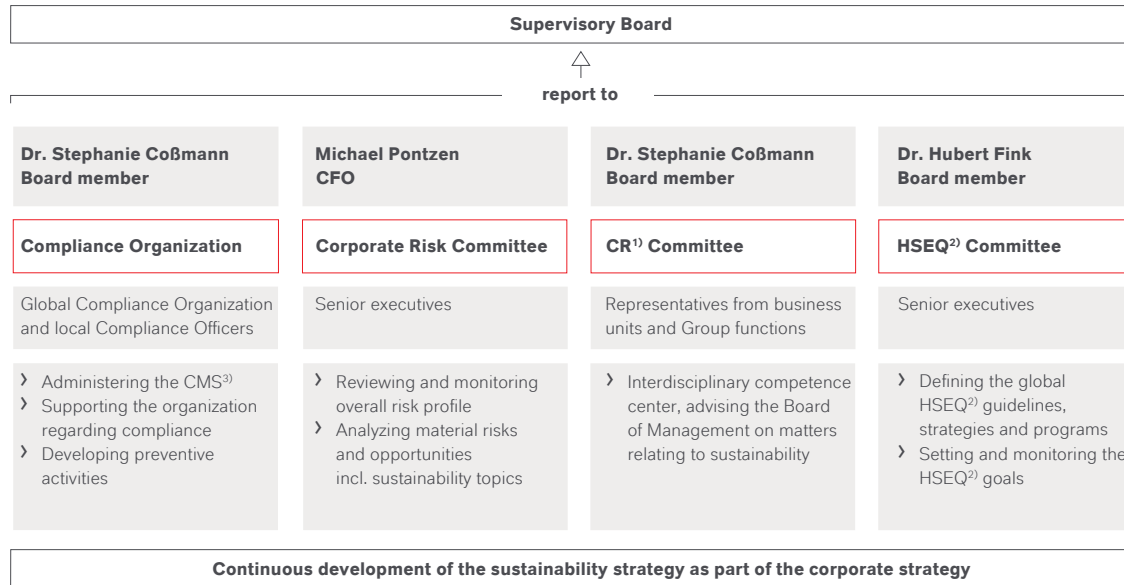 Supervisory Board
report to
Dr. Stephanie Coßmann
Board member
Compliance Organization
Global Compliance Organization
and local Compliance Officers
› Administering the CMS³⁾
› Supporting the organization
regarding compliance
› Developing preventive
activities
Michael Pontzen
CFO
Corporate Risk Committee
Senior executives
› Reviewing and monitoring
overall risk profile
› Analyzing material risks
and opportunities
incl. sustainability topics
Dr. Stephanie Coßmann
Board member
CR¹⁾ Committee
Representatives from business
units and Group functions
› Interdisciplinary competence
center, advising the Board
of Management on matters
relating to sustainability
Dr. Hubert Fink
Board member
HSEQ²⁾ Committee
Senior executives
› Defining the global
HSEQ²⁾ guidelines,
strategies and programs
› Setting and monitoring the
HSEQ²⁾ goals
Continuous development of the sustainability strategy as part of the corporate strategy